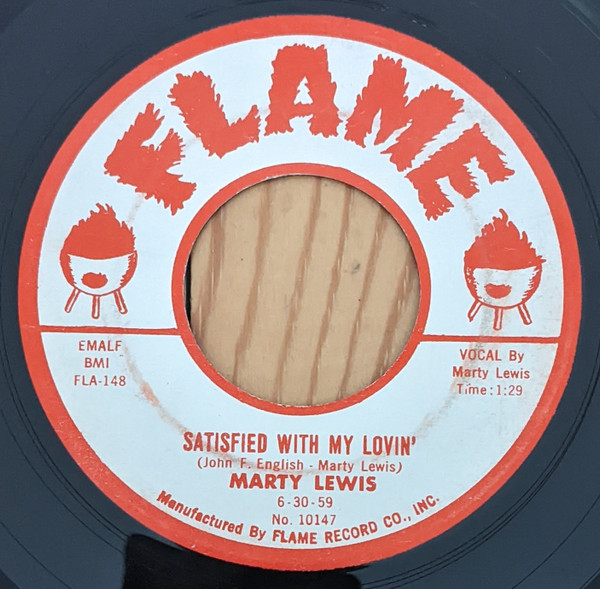 FLAME
EMALF
BMI
FLA-148
VOCAL By
Marty Lewis
Time: 1:29
SATISFIED WITH MY LOVIN'
(John F. English - Marty Lewis)
MARTY LEWIS
6-30-59
No. 10147
Manufactured By FLAME RECORD CO., INC.